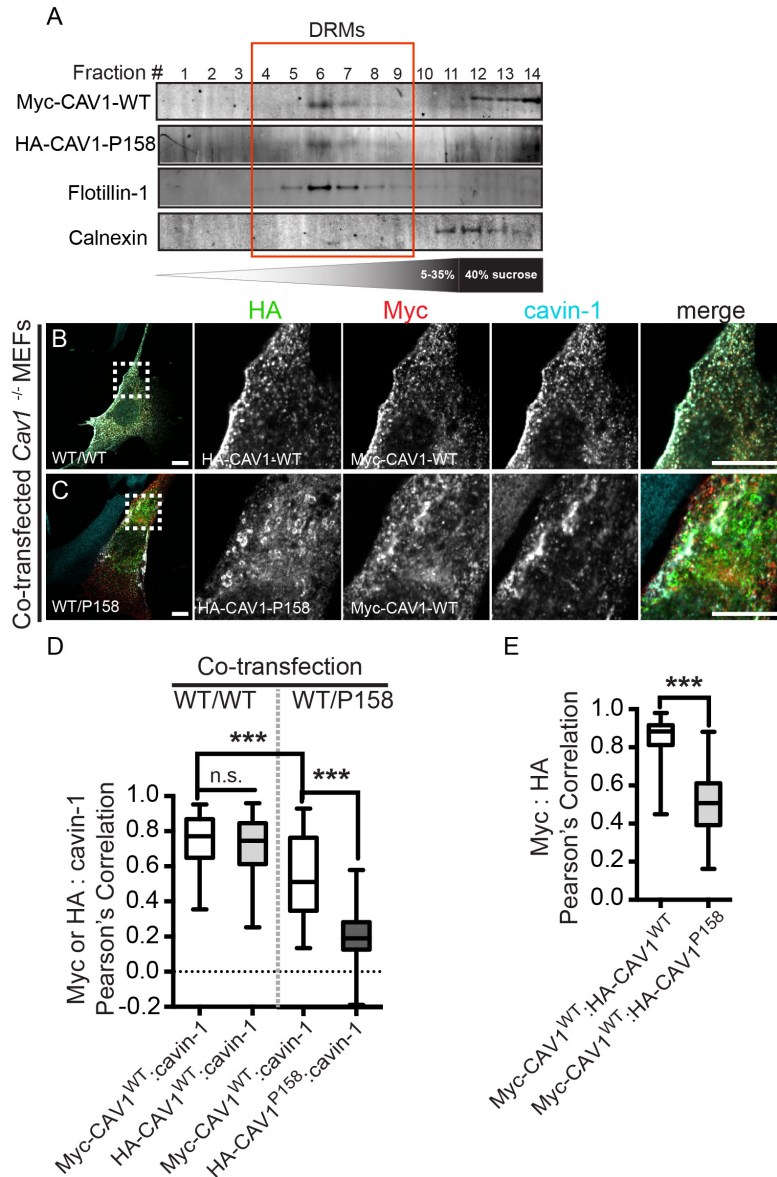 A
DRMs
Fraction # 1 2 3 4 5 6 7 8 9 10 11 12 13 14
Myc-CAV1-WT
HA-CAV1-P158
Flotillin-1
Calnexin
5-35% 40% sucrose
Co-transfected Cav1 -/- MEFs
HA Myc cavin-1 merge
B
WT/WT HA-CAV1-WT Myc-CAV1-WT
C
WT/P158 HA-CAV1-P158 Myc-CAV1-WT
D
Co-transfection
WT/WT WT/P158
***
n.s.
***
Myc or HA : cavin-1
Pearson's Correlation
1.0
0.8
0.6
0.4
0.2
0.0
-0.2
Myc-CAV1WT:cavin-1
HA-CAV1WT:cavin-1
Myc-CAV1WT:cavin-1
HA-CAV1P158:cavin-1
E
***
Myc : HA
Pearson's Correlation
1.0
0.8
0.6
0.4
0.2
0.0
Myc-CAV1WT:HA-CAV1WT
Myc-CAV1WT:HA-CAV1P158